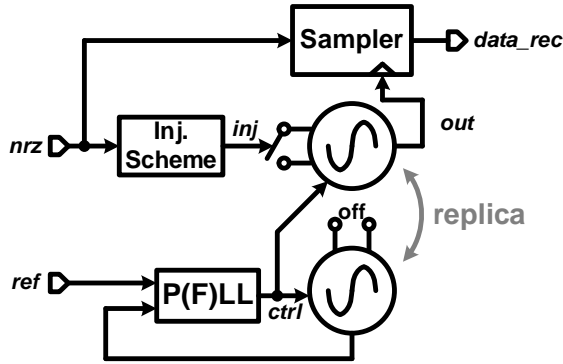 Sampler
data_rec
nrz
Inj.
Scheme
inj
out
off
replica
ref
P(F)LL
ctrl